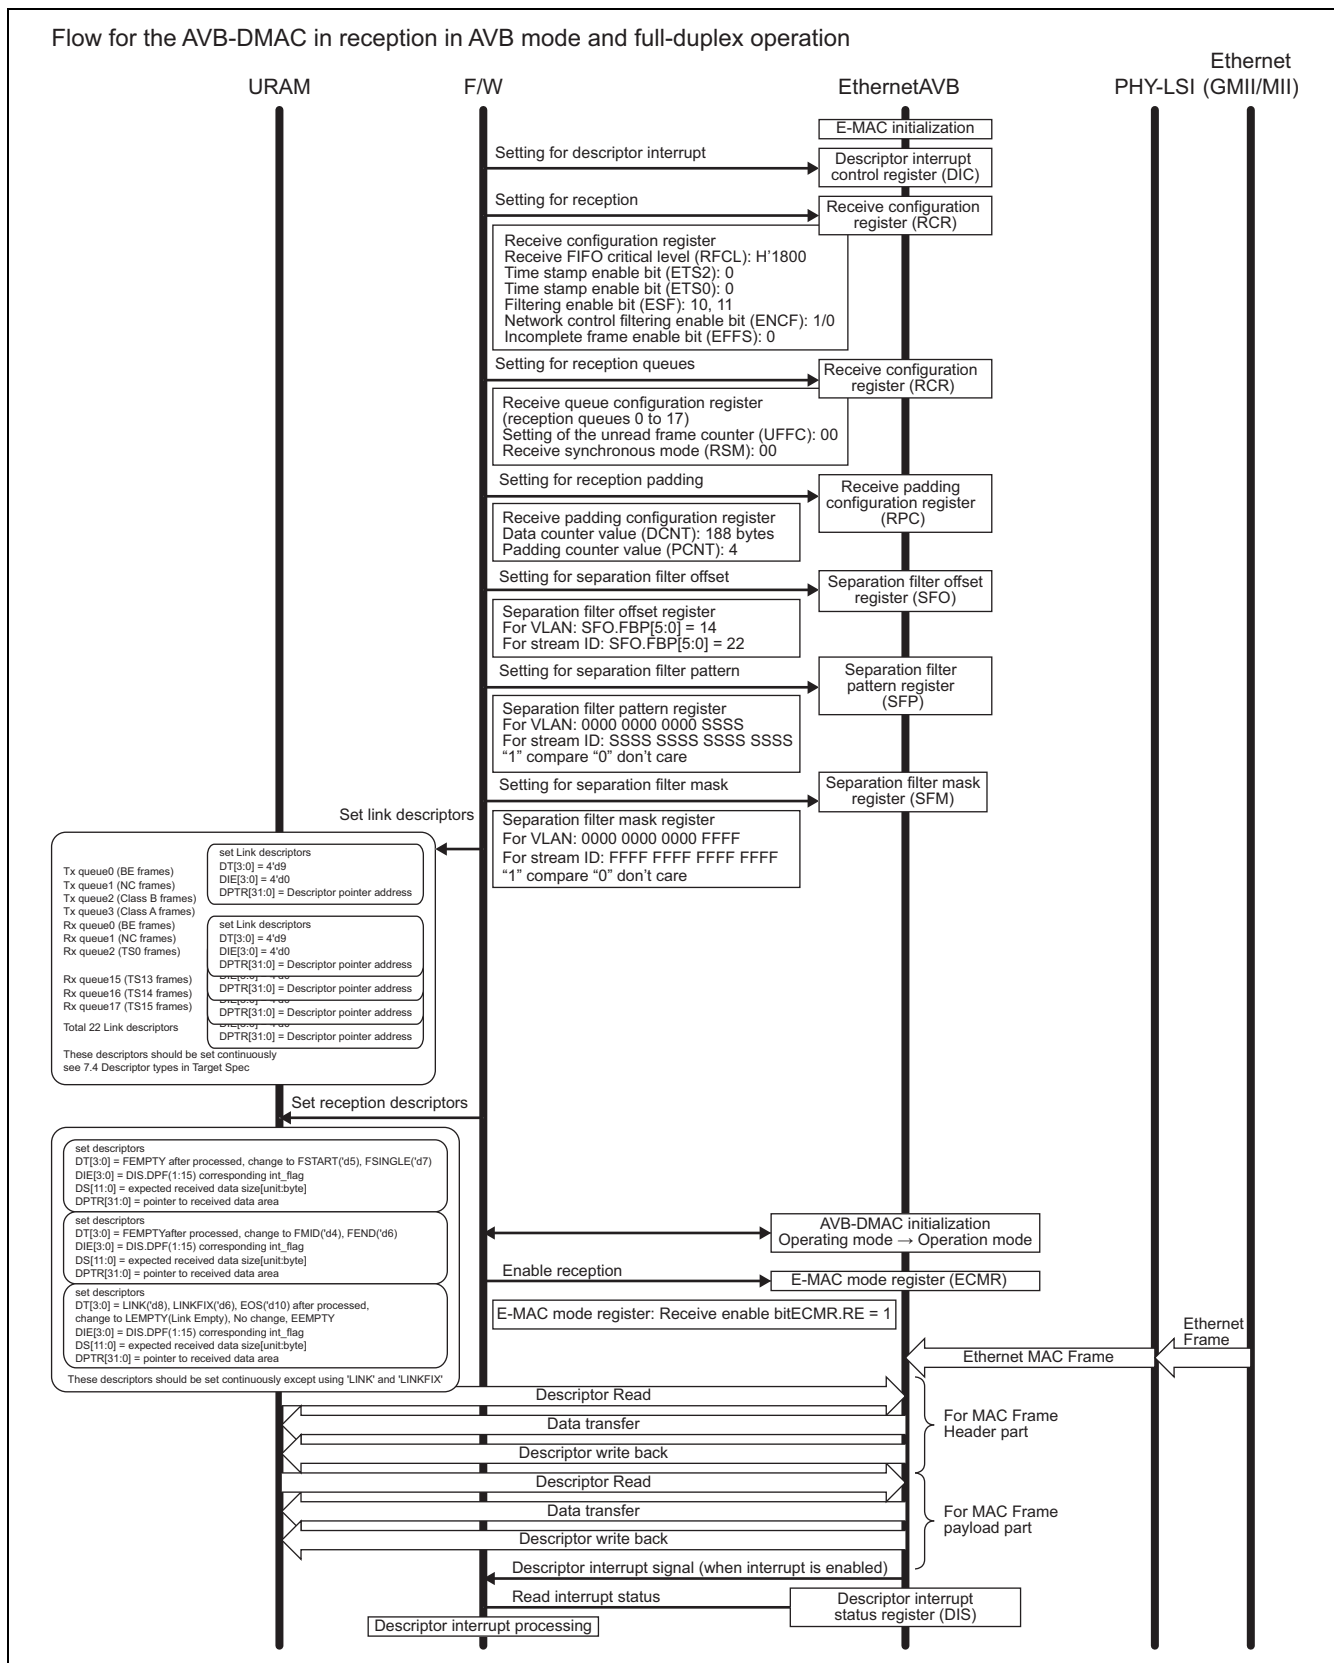 Flow for the AVB-DMAC in reception in AVB mode and full-duplex operation
URAM
F/W
EthernetAVB
PHY-LSI
Ethernet
(GMII/MII)
E-MAC initialization
Setting for descriptor interrupt
Descriptor interrupt
control register (DIC)
Setting for reception
Receive configuration
register (RCR)
Receive configuration register
Receive FIFO critical level (RFCL): H'1800
Time stamp enable bit (ETS2): 0
Time stamp enable bit (ETS0): 0
Filtering enable bit (ESF): 10, 11
Network control filtering enable bit (ENCF): 1/0
Incomplete frame enable bit (EFFS): 0
Setting for reception queues
Receive configuration
register (RCR)
Receive queue configuration register
(reception queues 0 to 17)
Setting of the unread frame counter (UFFC): 00
Receive synchronous mode (RSM): 00
Setting for reception padding
Receive padding
configuration register
(RPC)
Receive padding configuration register
Data counter value (DCNT): 188 bytes
Padding counter value (PCNT): 4
Setting for separation filter offset
Separation filter offset
register (SFO)
Separation filter offset register
For VLAN: SFO.FBP[5:0] = 14
For stream ID: SFO.FBP[5:0] = 22
Setting for separation filter pattern
Separation filter
pattern register
(SFP)
Separation filter pattern register
For VLAN: 0000 0000 0000 SSSS
For stream ID: SSSS SSSS SSSS SSSS
“1” compare “0” don’t care
Setting for separation filter mask
Separation filter mask
register (SFM)
Separation filter mask register
For VLAN: 0000 0000 0000 FFFF
For stream ID: FFFF FFFF FFFF FFFF
“1” compare “0” don’t care
Set link descriptors
Tx queue0 (BE frames)
Tx queue1 (NC frames)
Tx queue2 (Class B frames)
Tx queue3 (Class A frames)
Rx queue0 (BE frames)
Rx queue1 (NC frames)
Rx queue2 (TS0 frames)
Rx queue15 (TS13 frames)
Rx queue16 (TS14 frames)
Rx queue17 (TS15 frames)
Total 22 Link descriptors
These descriptors should be set continuously
see 7.4 Descriptor types in Target Spec
set Link descriptors
DT[3:0] = 4'd9
DIE[3:0] = 4'd0
DPTR[31:0] = Descriptor pointer address
set Link descriptors
DT[3:0] = 4'd9
DIE[3:0] = 4'd0
DPTR[31:0] = Descriptor pointer address
DIE[3:0] = 4'd0
DPTR[31:0] = Descriptor pointer address
DIE[3:0] = 4'd0
DPTR[31:0] = Descriptor pointer address
DIE[3:0] = 4'd0
DPTR[31:0] = Descriptor pointer address
Set reception descriptors
set descriptors
DT[3:0] = FEMPTY after processed, change to FSTART('d5), FSINGLE('d7)
DIE[3:0] = DIS.DPF(1:15) corresponding int_flag
DS[11:0] = expected received data size[unit:byte]
DPTR[31:0] = pointer to received data area
set descriptors
DT[3:0] = FEMPTYafter processed, change to FMID('d4), FEND('d6)
DIE[3:0] = DIS.DPF(1:15) corresponding int_flag
DS[11:0] = expected received data size[unit:byte]
DPTR[31:0] = pointer to received data area
set descriptors
DT[3:0] = LINK('d8), LINKFIX('d6), EOS('d10) after processed,
change to LEMPTY(Link Empty), No change, EEMPTY
DIE[3:0] = DIS.DPF(1:15) corresponding int_flag
DS[11:0] = expected received data size[unit:byte]
DPTR[31:0] = pointer to received data area
These descriptors should be set continuously except using 'LINK' and 'LINKFIX'
AVB-DMAC initialization
Operating mode → Operation mode
Enable reception
E-MAC mode register (ECMR)
E-MAC mode register: Receive enable bitECMR.RE = 1
Ethernet
Frame
Ethernet MAC Frame
Descriptor Read
Data transfer
Descriptor write back
For MAC Frame
Header part
Descriptor Read
Data transfer
Descriptor write back
For MAC Frame
payload part
Descriptor interrupt signal (when interrupt is enabled)
Read interrupt status
Descriptor interrupt
status register (DIS)
Descriptor interrupt processing